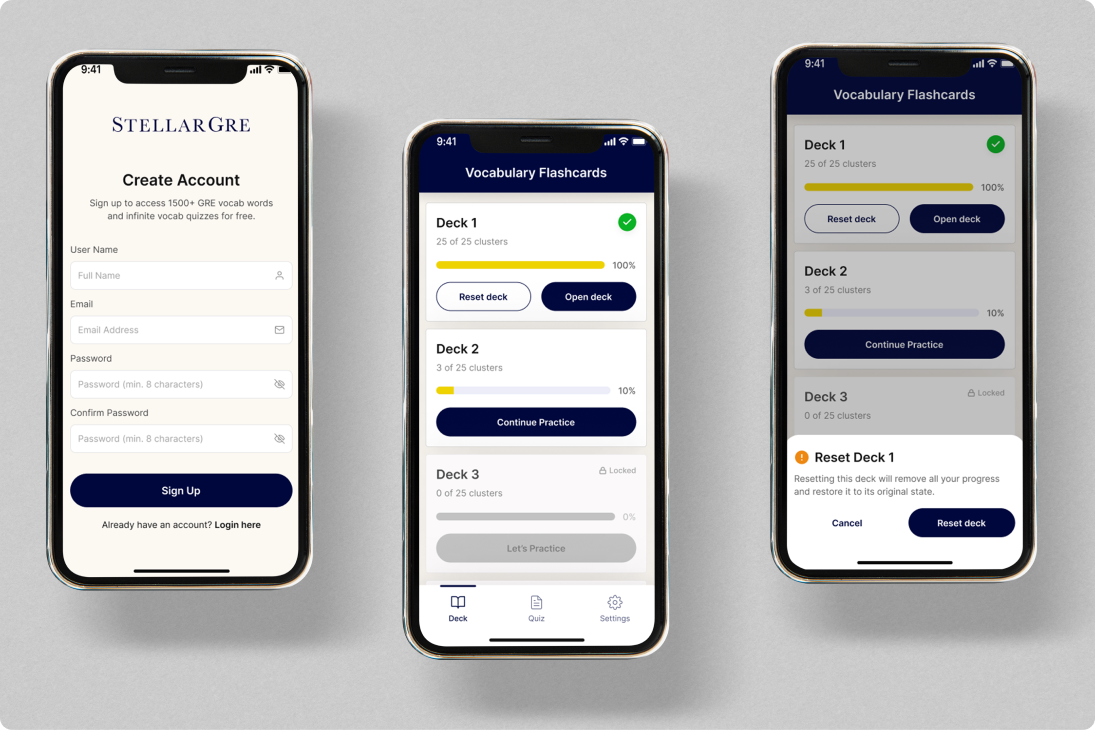 9:41
STELLARGRE
Create Account
Sign up to access 1500+ GRE vocab words
and infinite vocab quizzes for free.
User Name
Full Name
Email
Email Address
Password
Password (min. 8 characters)
Confirm Password
Password (min. 8 characters)
Sign Up
Already have an account? Login here
9:41
Vocabulary Flashcards
Deck 1
25 of 25 clusters
100%
Reset deck Open deck
Deck 2
3 of 25 clusters
10%
Continue Practice
Deck 3 Locked
0 of 25 clusters
0%
Let's Practice
Deck Quiz Settings
9:41
Vocabulary Flashcards
Deck 1
25 of 25 clusters
100%
Reset deck Open deck
Deck 2
3 of 25 clusters
10%
Continue Practice
Deck 3 Locked
0 of 25 clusters
Reset Deck 1
Resetting this deck will remove all your progress
and restore it to its original state.
Cancel Reset deck